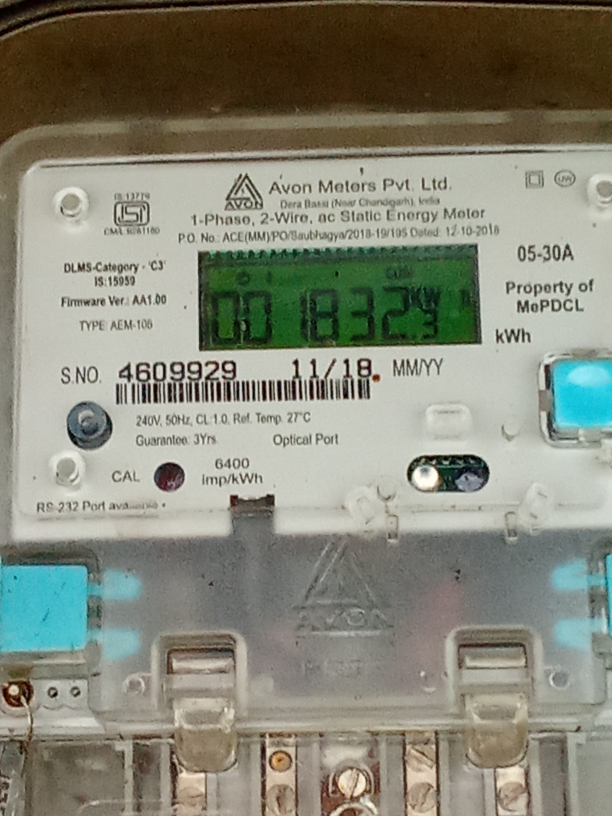 IS:13779
AVON
Avon Meters Pvt. Ltd.
Dera Bassi (Near Chandigarh), India
1-Phase, 2-Wire, ac Static Energy Meter
P.O. No.: ACE(MM)/PO/Saubhagya/2018-19/195 Dated: 12-10-2018
DLMS-Category - 'C3'
IS:15959
Firmware Ver.: AA1.00
TYPE: AEM-106
05-30A
Property of
MePDCL
001832.3
kWh
S.NO. 4609929 11/18. MM/YY
240V, 50Hz, CL:1.0, Ref. Temp. 27°C
Guarantee: 3Yrs. Optical Port
CAL
6400
imp/kWh
RS-232 Port
AVON